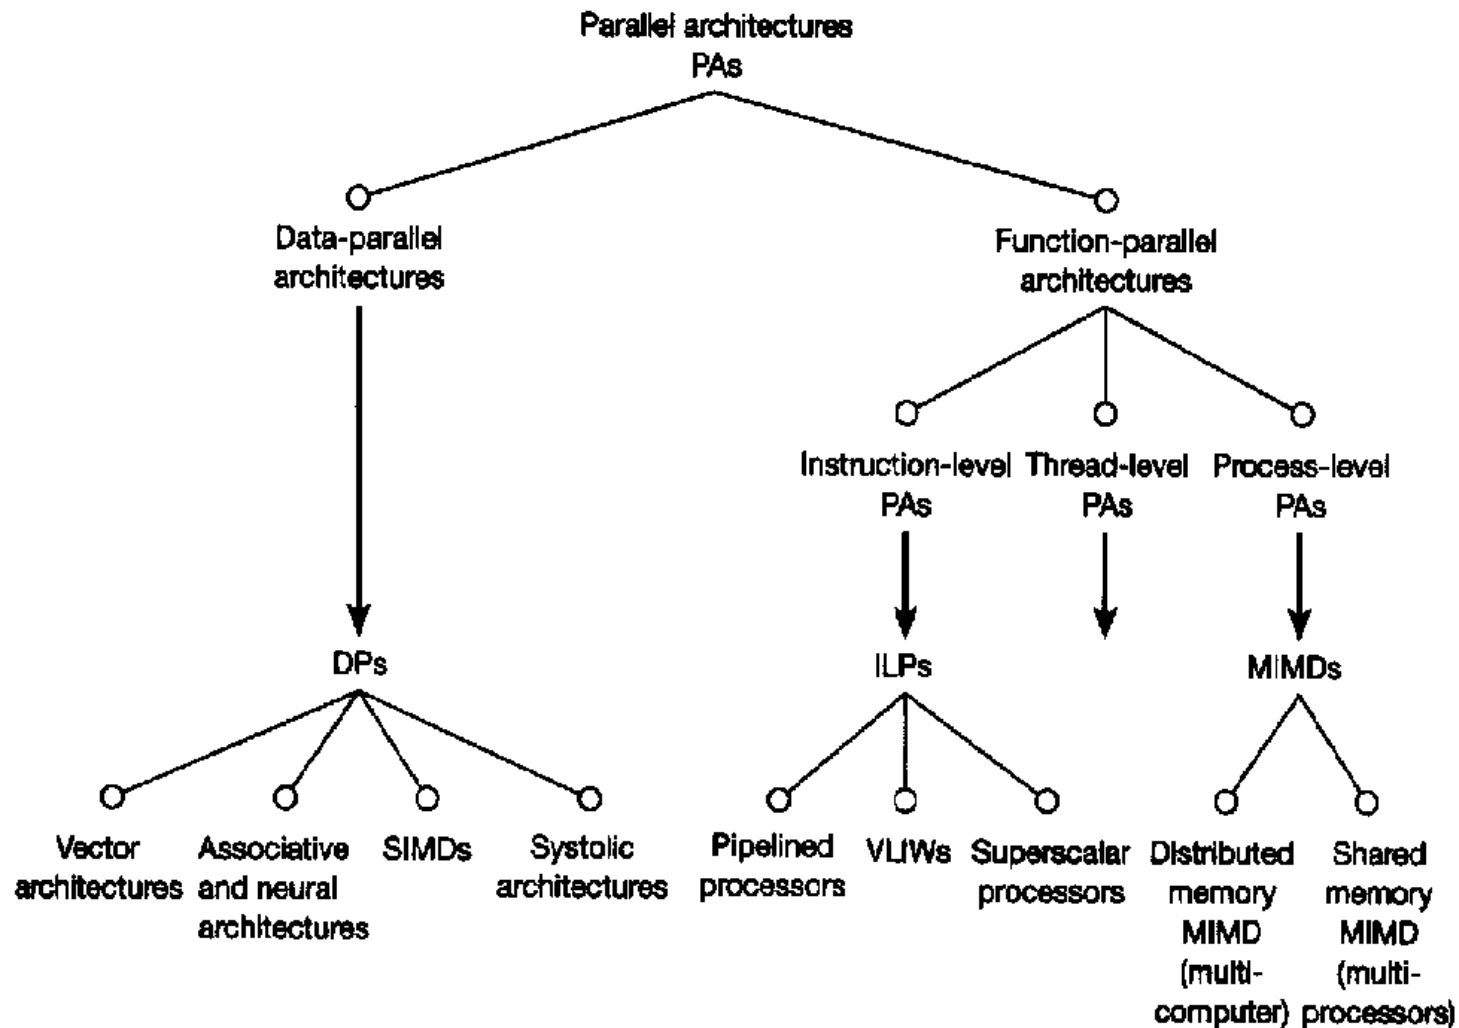 Parallel architectures
PAs
Data-parallel
architectures
Function-parallel
architectures
Instruction-level
PAs
Thread-level
PAs
Process-level
PAs
DPs
ILPs
MIMDs
Vector
architectures
Associative
and neural
architectures
SIMDs
Systolic
architectures
Pipelined
processors
VLIWs
Superscalar
processors
Distributed
memory
MIMD
(multi-
computer)
Shared
memory
MIMD
(multi-
processors)